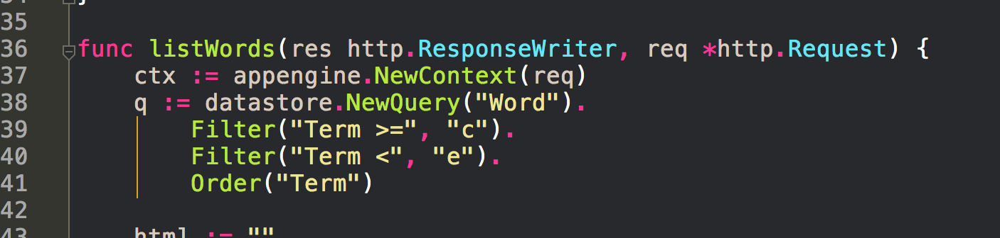 34 }
35
36 func listWords(res http.ResponseWriter, req *http.Request) {
37 ctx := appengine.NewContext(req)
38 q := datastore.NewQuery("Word").
39 Filter("Term >=", "c").
40 Filter("Term <", "e").
41 Order("Term")
42
43 html := ""